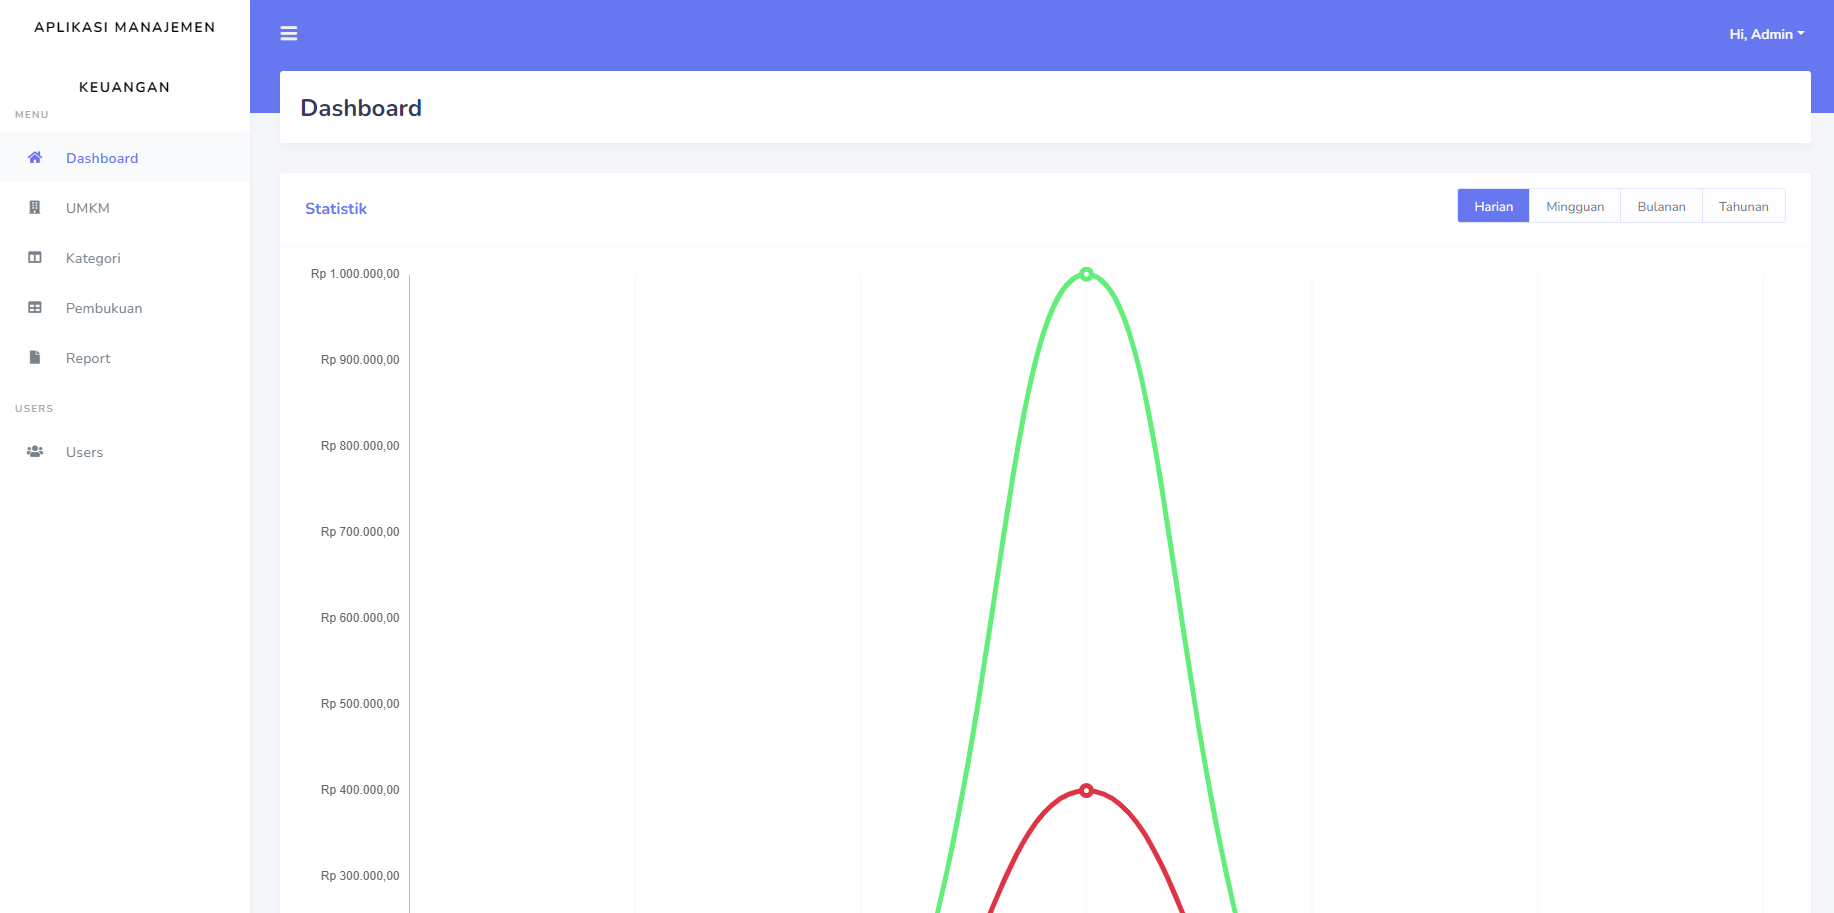 APLIKASI MANAJEMEN
KEUANGAN
MENU
Dashboard
UMKM
Kategori
Pembukuan
Report
USERS
Users
Hi, Admin
Dashboard
Statistik
Harian
Mingguan
Bulanan
Tahunan
Rp 1.000.000,00
Rp 900.000,00
Rp 800.000,00
Rp 700.000,00
Rp 600.000,00
Rp 500.000,00
Rp 400.000,00
Rp 300.000,00